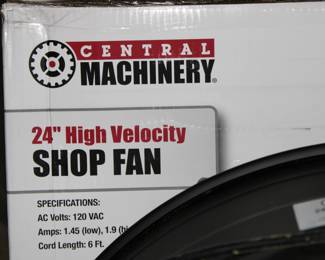 CENTRAL
MACHINERY®
24" High Velocity
SHOP FAN
SPECIFICATIONS:
AC Volts: 120 VAC
Amps: 1.45 (low), 1.9
Cord Length: 6 Ft.